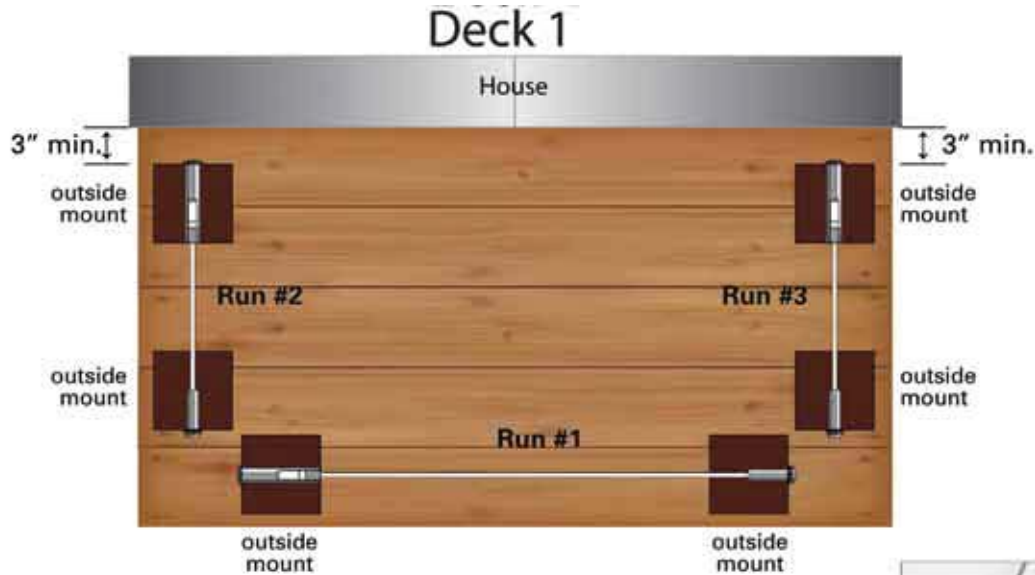 Deck 1
House
3" min.
3" min.
outside
mount
outside
mount
Run #2
Run #3
outside
mount
outside
mount
Run #1
outside
mount
outside
mount